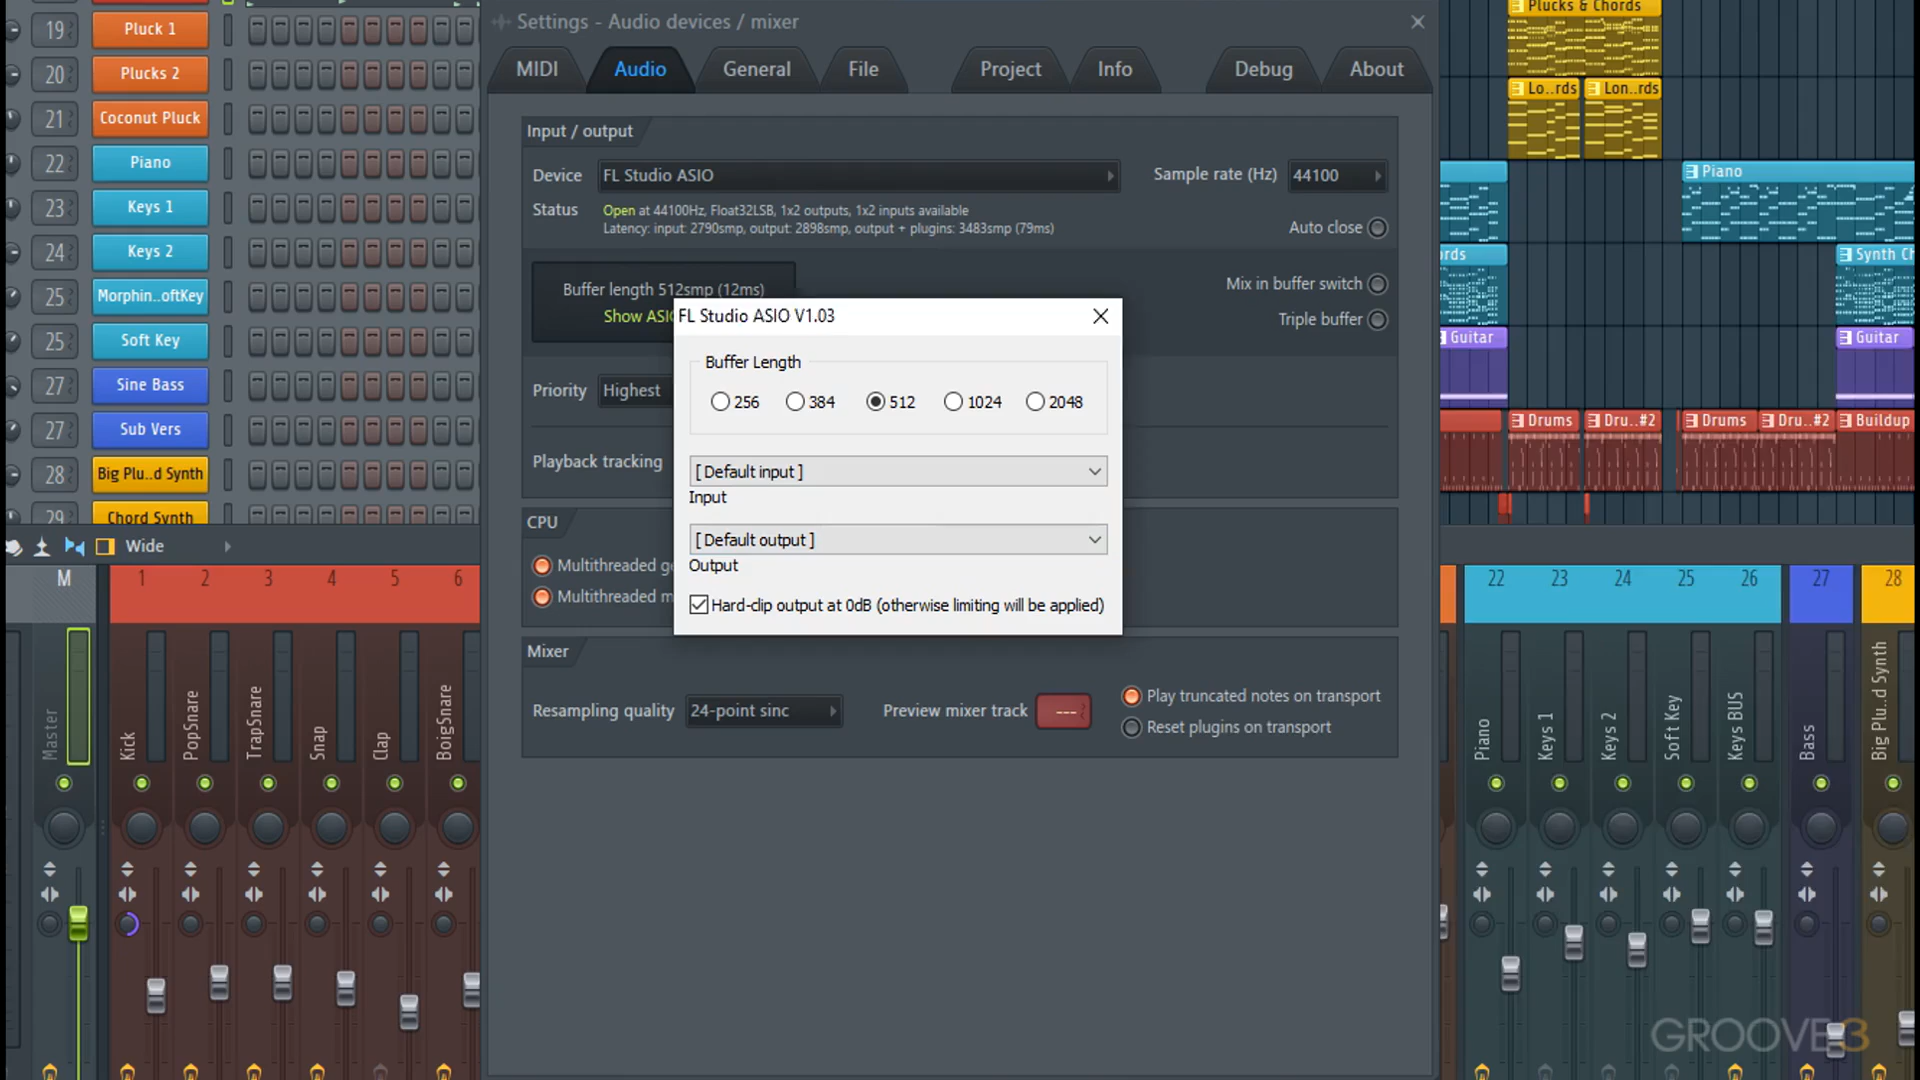 19 Pluck 1
20 Plucks 2
21 Coconut Pluck
22 Piano
23 Keys 1
24 Keys 2
25 Morphin..oftKey
25 Soft Key
27 Sine Bass
27 Sub Vers
28 Big Plu..d Synth
29 Chord Synth
Settings - Audio devices / mixer
MIDI Audio General File Project Info Debug About
Input / output
Device FL Studio ASIO Sample rate (Hz) 44100
Status Open at 44100Hz, Float32LSB, 1x2 outputs, 1x2 inputs available
Latency: input: 2790smp, output: 2898smp, output + plugins: 3483smp (79ms)
Auto close
Buffer length 512smp (12ms)
Show ASI
Mix in buffer switch
Triple buffer
Priority Highest
Playback tracking
CPU
Multithreaded ge
Multithreaded m
Mixer
Resampling quality 24-point sinc Preview mixer track ---
Play truncated notes on transport
Reset plugins on transport
FL Studio ASIO V1.03
Buffer Length
256 384 512 1024 2048
[ Default input ]
Input
[ Default output ]
Output
Hard-clip output at 0dB (otherwise limiting will be applied)
Plucks & Chords
Lo..rds Lon..rds
Piano
rds Synth Ch
Guitar Guitar
Drums Dru..#2 Drums Dru..#2 Buildup
Wide
M 1 2 3 4 5 6
Master Kick PopSnare TrapSnare Snap Clap BoigSnare
22 23 24 25 26 27 28
Piano Keys 1 Keys 2 Soft Key Keys BUS Bass Big Plu..d Synth
GROOVE3